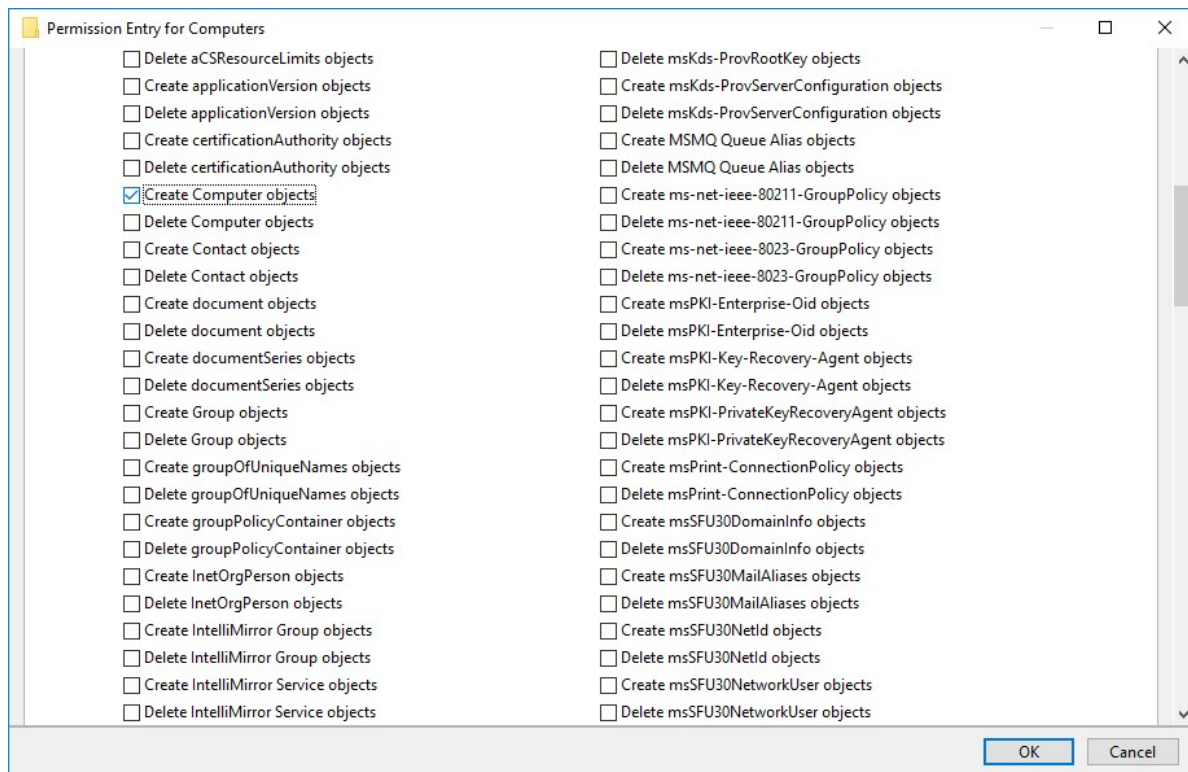 Permission Entry for Computers
Delete aCSResourceLimits objects
Create applicationVersion objects
Delete applicationVersion objects
Create certificationAuthority objects
Delete certificationAuthority objects
Create Computer objects
Delete Computer objects
Create Contact objects
Delete Contact objects
Create document objects
Delete document objects
Create documentSeries objects
Delete documentSeries objects
Create Group objects
Delete Group objects
Create groupOfUniqueNames objects
Delete groupOfUniqueNames objects
Create groupPolicyContainer objects
Delete groupPolicyContainer objects
Create InetOrgPerson objects
Delete InetOrgPerson objects
Create IntelliMirror Group objects
Delete IntelliMirror Group objects
Create IntelliMirror Service objects
Delete IntelliMirror Service objects
Delete msKds-ProvRootKey objects
Create msKds-ProvServerConfiguration objects
Delete msKds-ProvServerConfiguration objects
Create MSMQ Queue Alias objects
Delete MSMQ Queue Alias objects
Create ms-net-ieee-80211-GroupPolicy objects
Delete ms-net-ieee-80211-GroupPolicy objects
Create ms-net-ieee-8023-GroupPolicy objects
Delete ms-net-ieee-8023-GroupPolicy objects
Create msPKI-Enterprise-Oid objects
Delete msPKI-Enterprise-Oid objects
Create msPKI-Key-Recovery-Agent objects
Delete msPKI-Key-Recovery-Agent objects
Create msPKI-PrivateKeyRecoveryAgent objects
Delete msPKI-PrivateKeyRecoveryAgent objects
Create msPrint-ConnectionPolicy objects
Delete msPrint-ConnectionPolicy objects
Create msSFU30DomainInfo objects
Delete msSFU30DomainInfo objects
Create msSFU30MailAliases objects
Delete msSFU30MailAliases objects
Create msSFU30NetId objects
Delete msSFU30NetId objects
Create msSFU30NetworkUser objects
Delete msSFU30NetworkUser objects
OK
Cancel